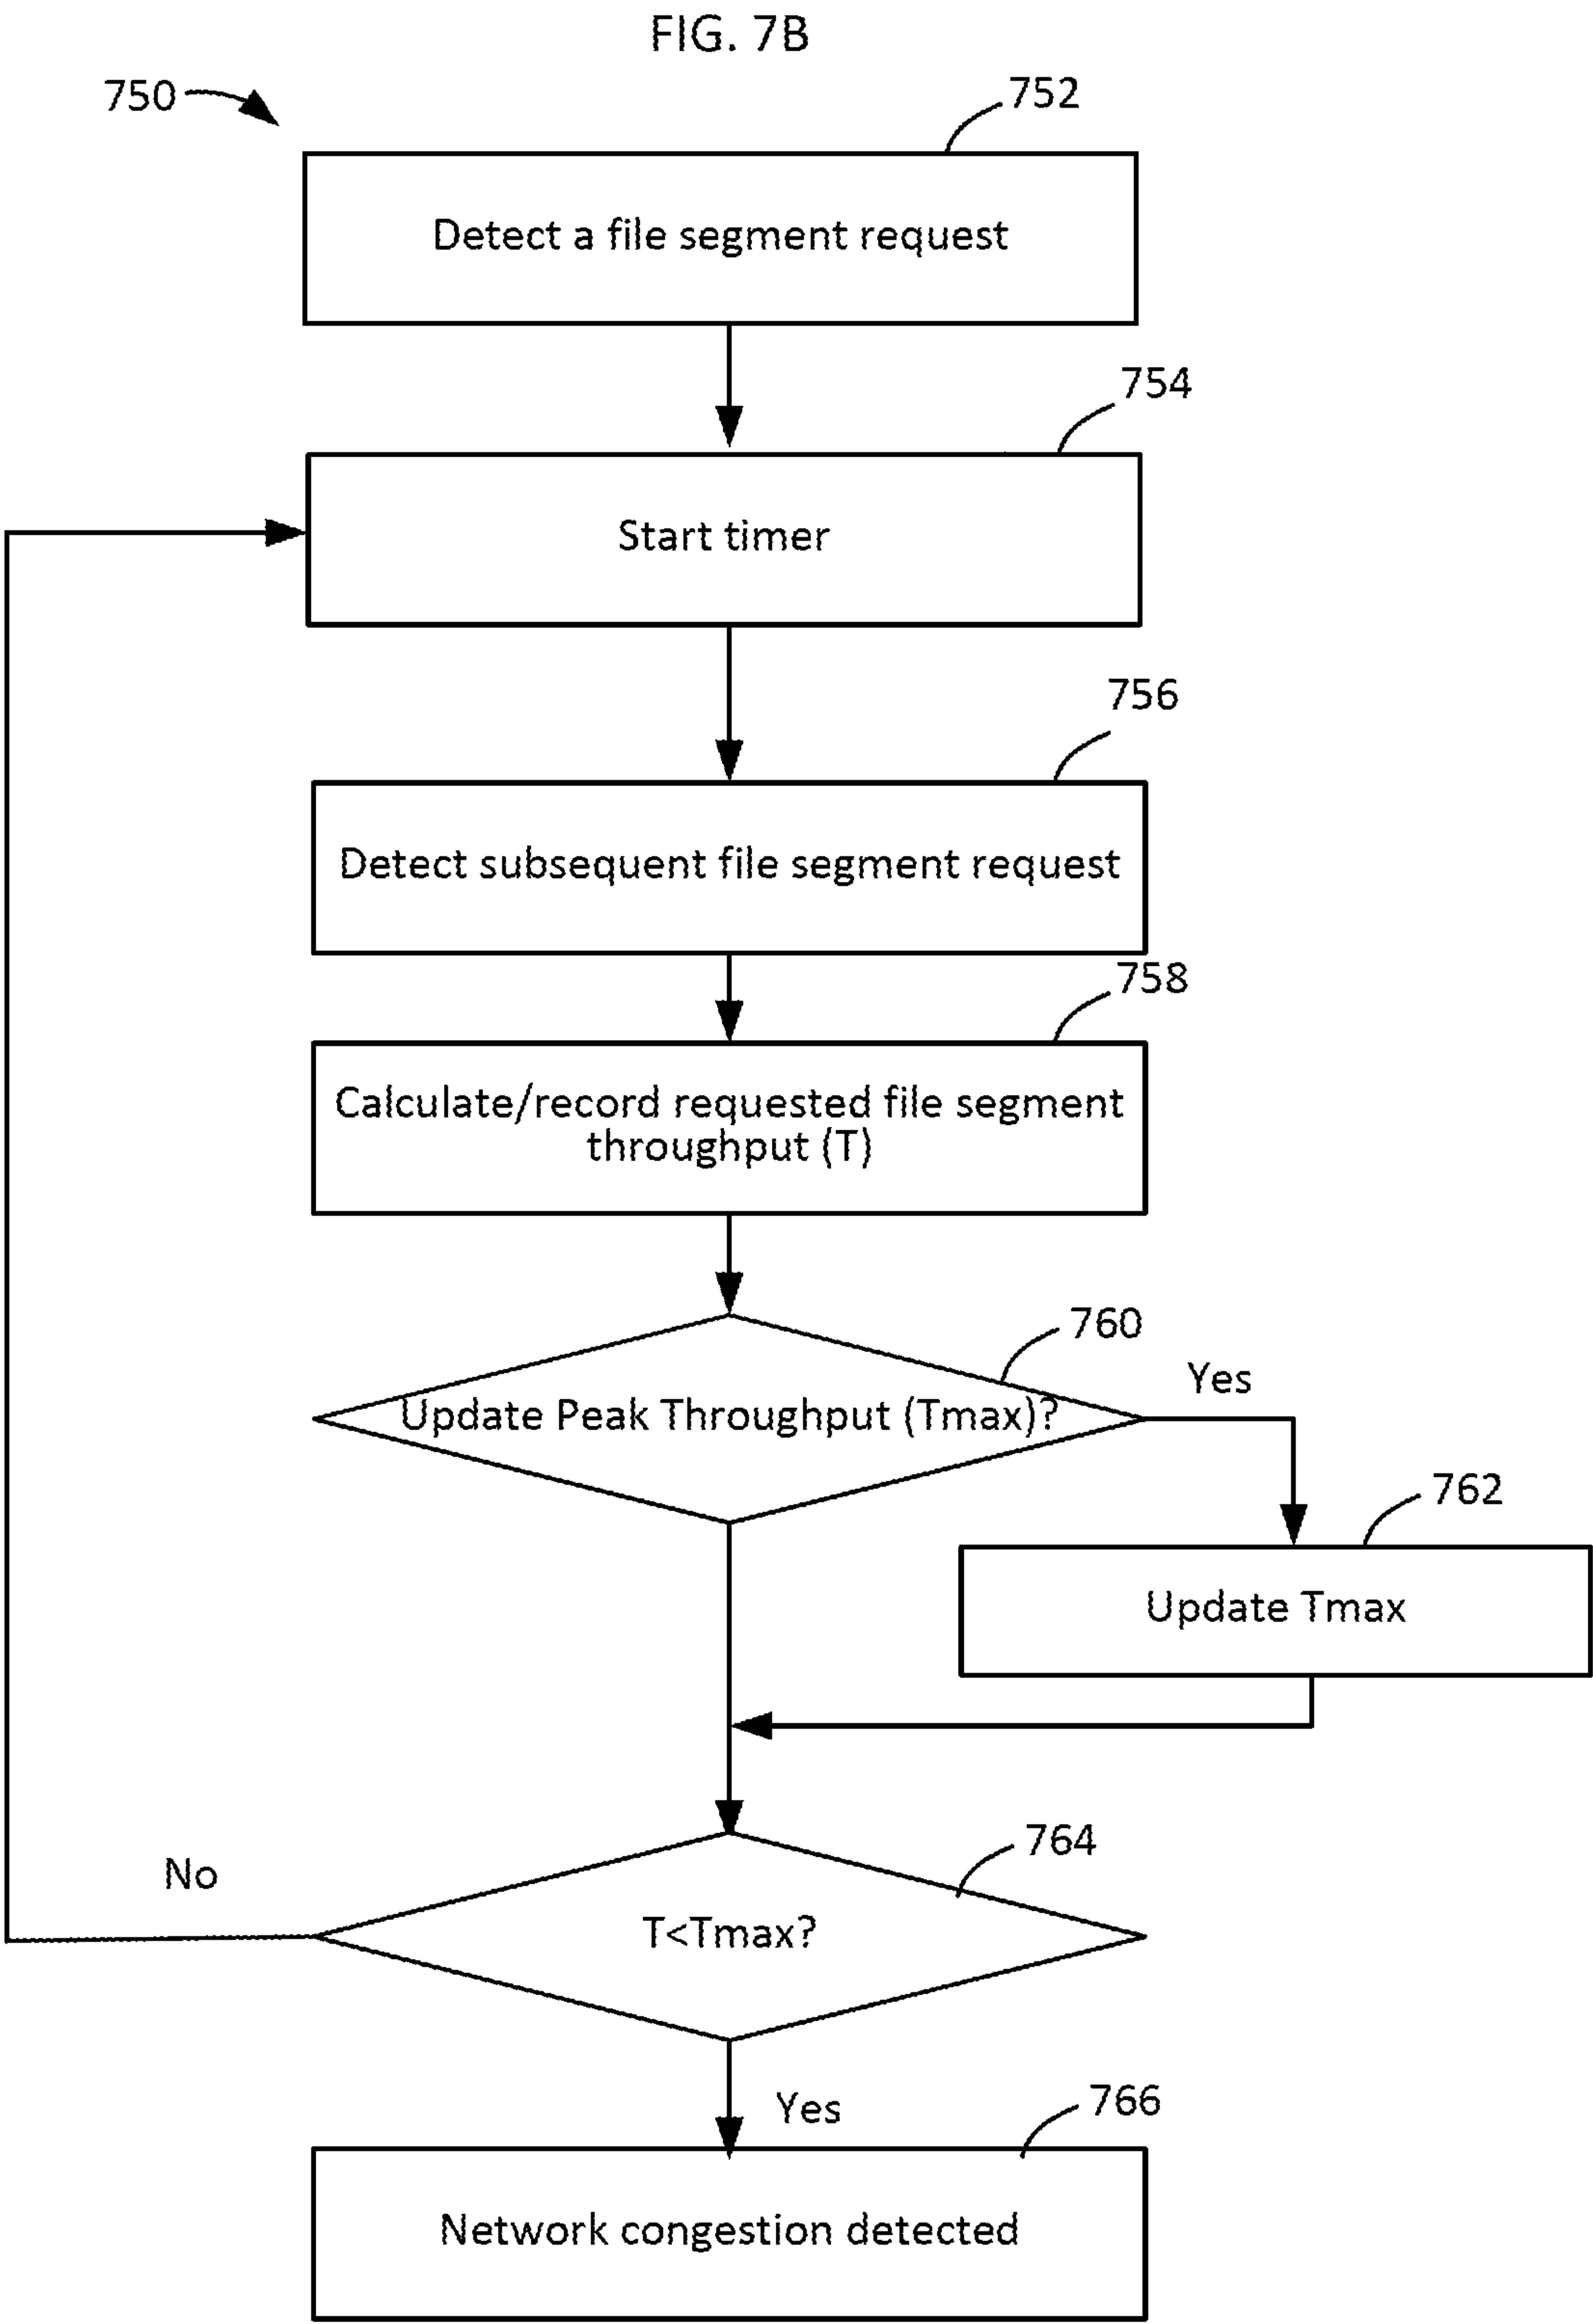 FIG. 7B
750
752
Detect a file segment request
754
Start timer
756
Detect subsequent file segment request
758
Calculate/record requested file segment
throughput (T)
760
Update Peak Throughput (Tmax)?
Yes
762
Update Tmax
764
No
T<Tmax?
Yes
766
Network congestion detected